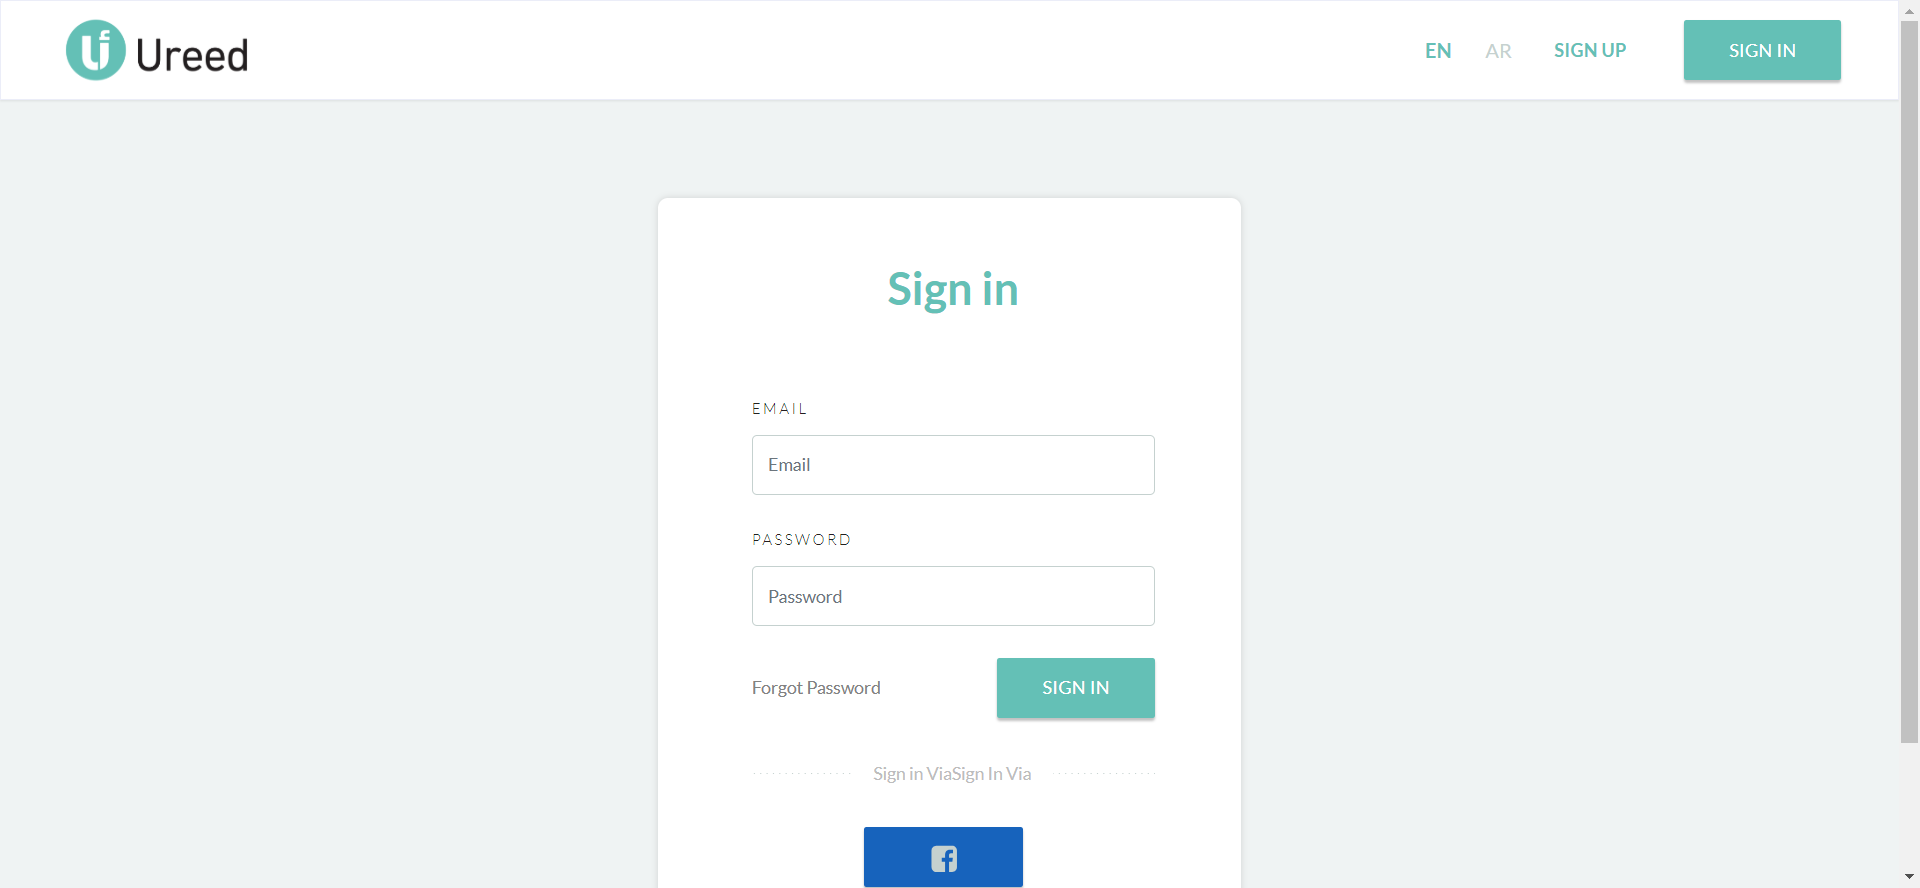 Ureed
EN AR SIGN UP SIGN IN
Sign in
EMAIL
Email
PASSWORD
Password
Forgot Password SIGN IN
Sign in ViaSign In Via